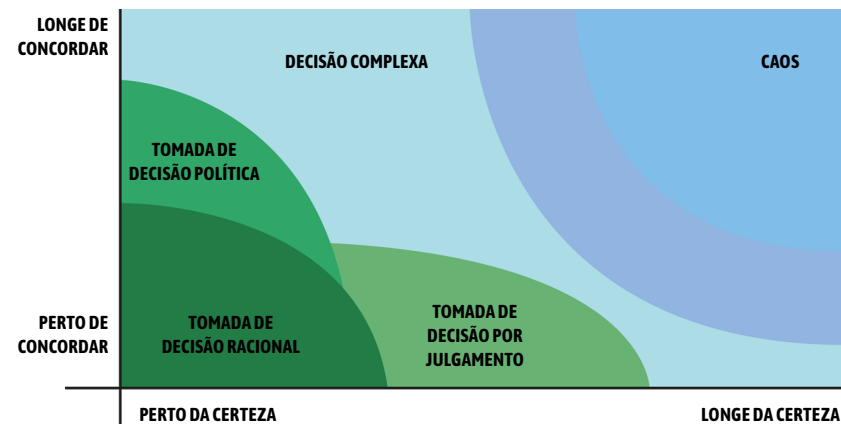 LONGE DE
CONCORDAR
DECISÃO COMPLEXA
CAOS
TOMADA DE
DECISÃO POLÍTICA
PERTO DE
CONCORDAR
TOMADA DE
DECISÃO RACIONAL
TOMADA DE
DECISÃO POR
JULGAMENTO
PERTO DA CERTEZA
LONGE DA CERTEZA